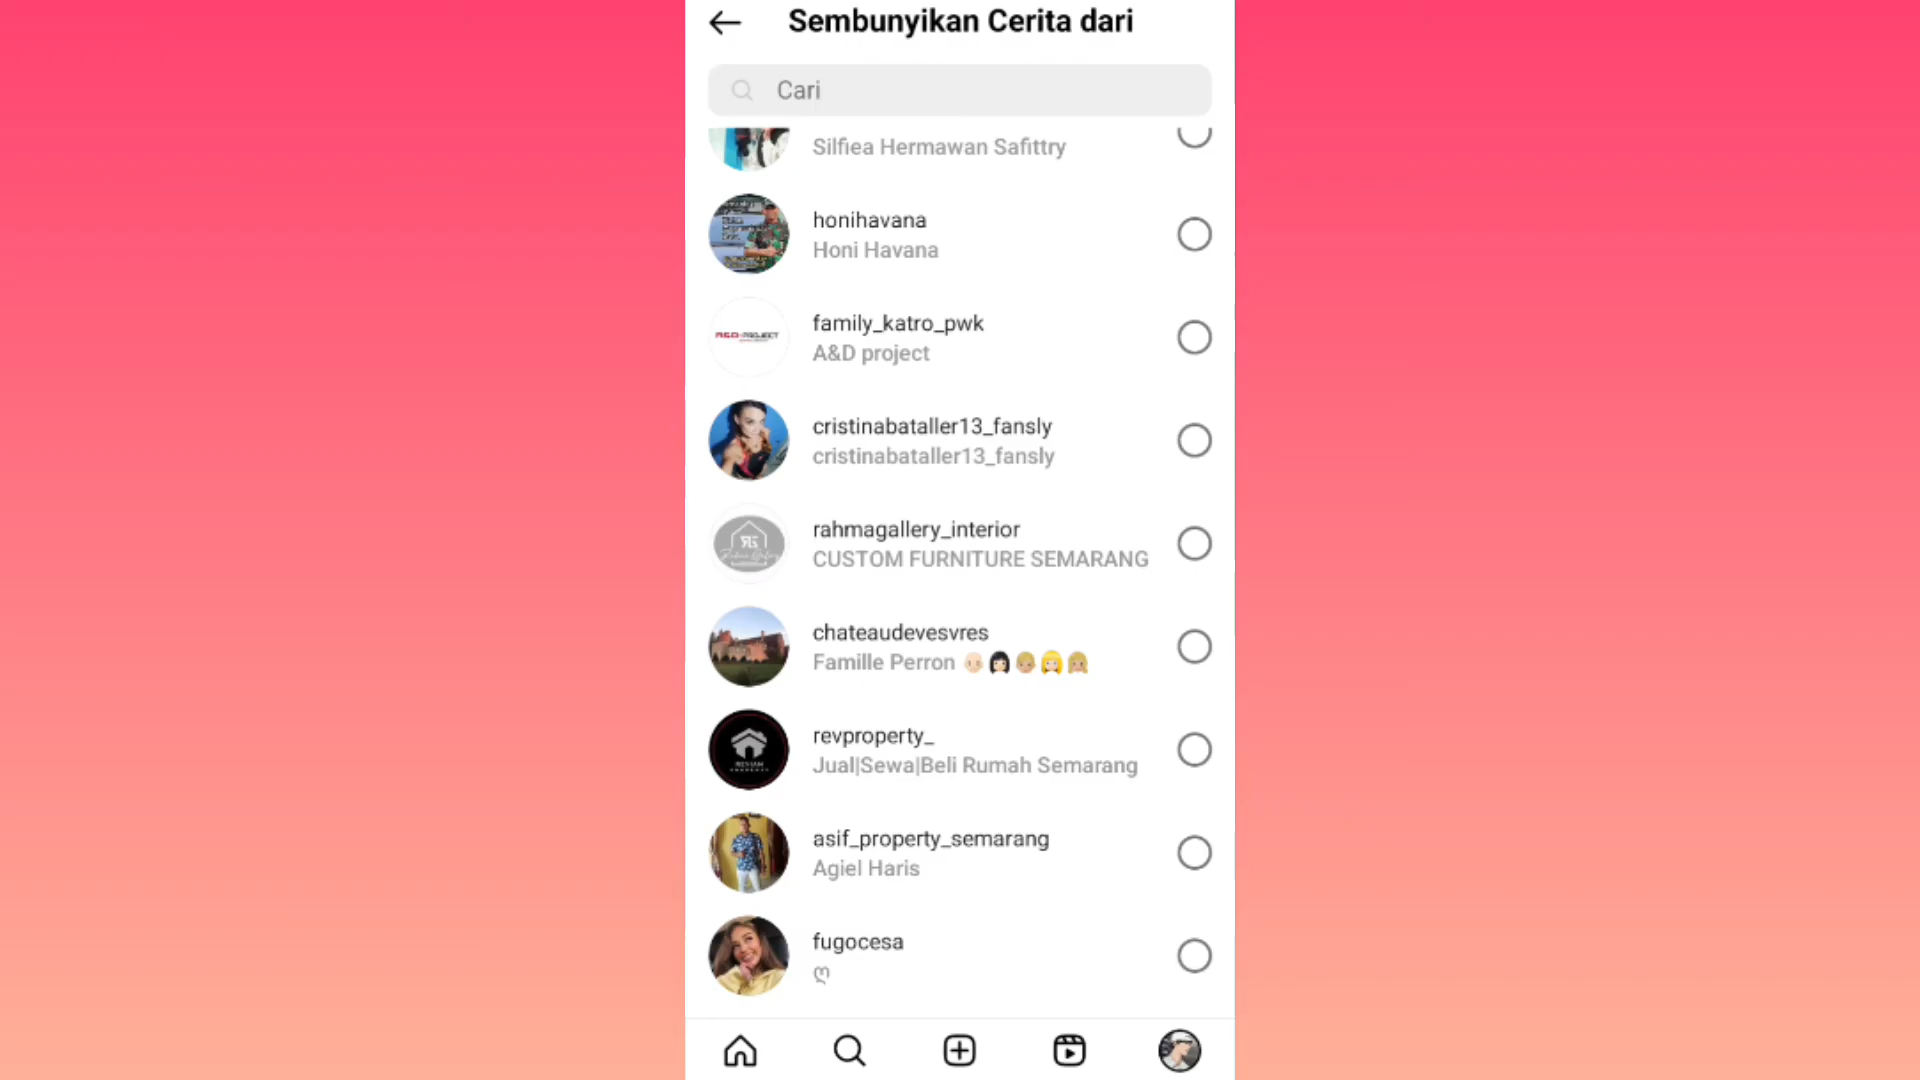 Sembunyikan Cerita dari
Cari
Silfiea Hermawan Safittry
honihavana
Honi Havana
family_katro_pwk
A&D project
cristinabataller13_fansly
cristinabataller13_fansly
rahmagallery_interior
CUSTOM FURNITURE SEMARANG
chateaudevesvres
Famille Perron 👶🏻👩🏻👦🏼👧🏼👧🏼
revproperty_
Jual|Sewa|Beli Rumah Semarang
asif_property_semarang
Agiel Haris
fugocesa
ღ